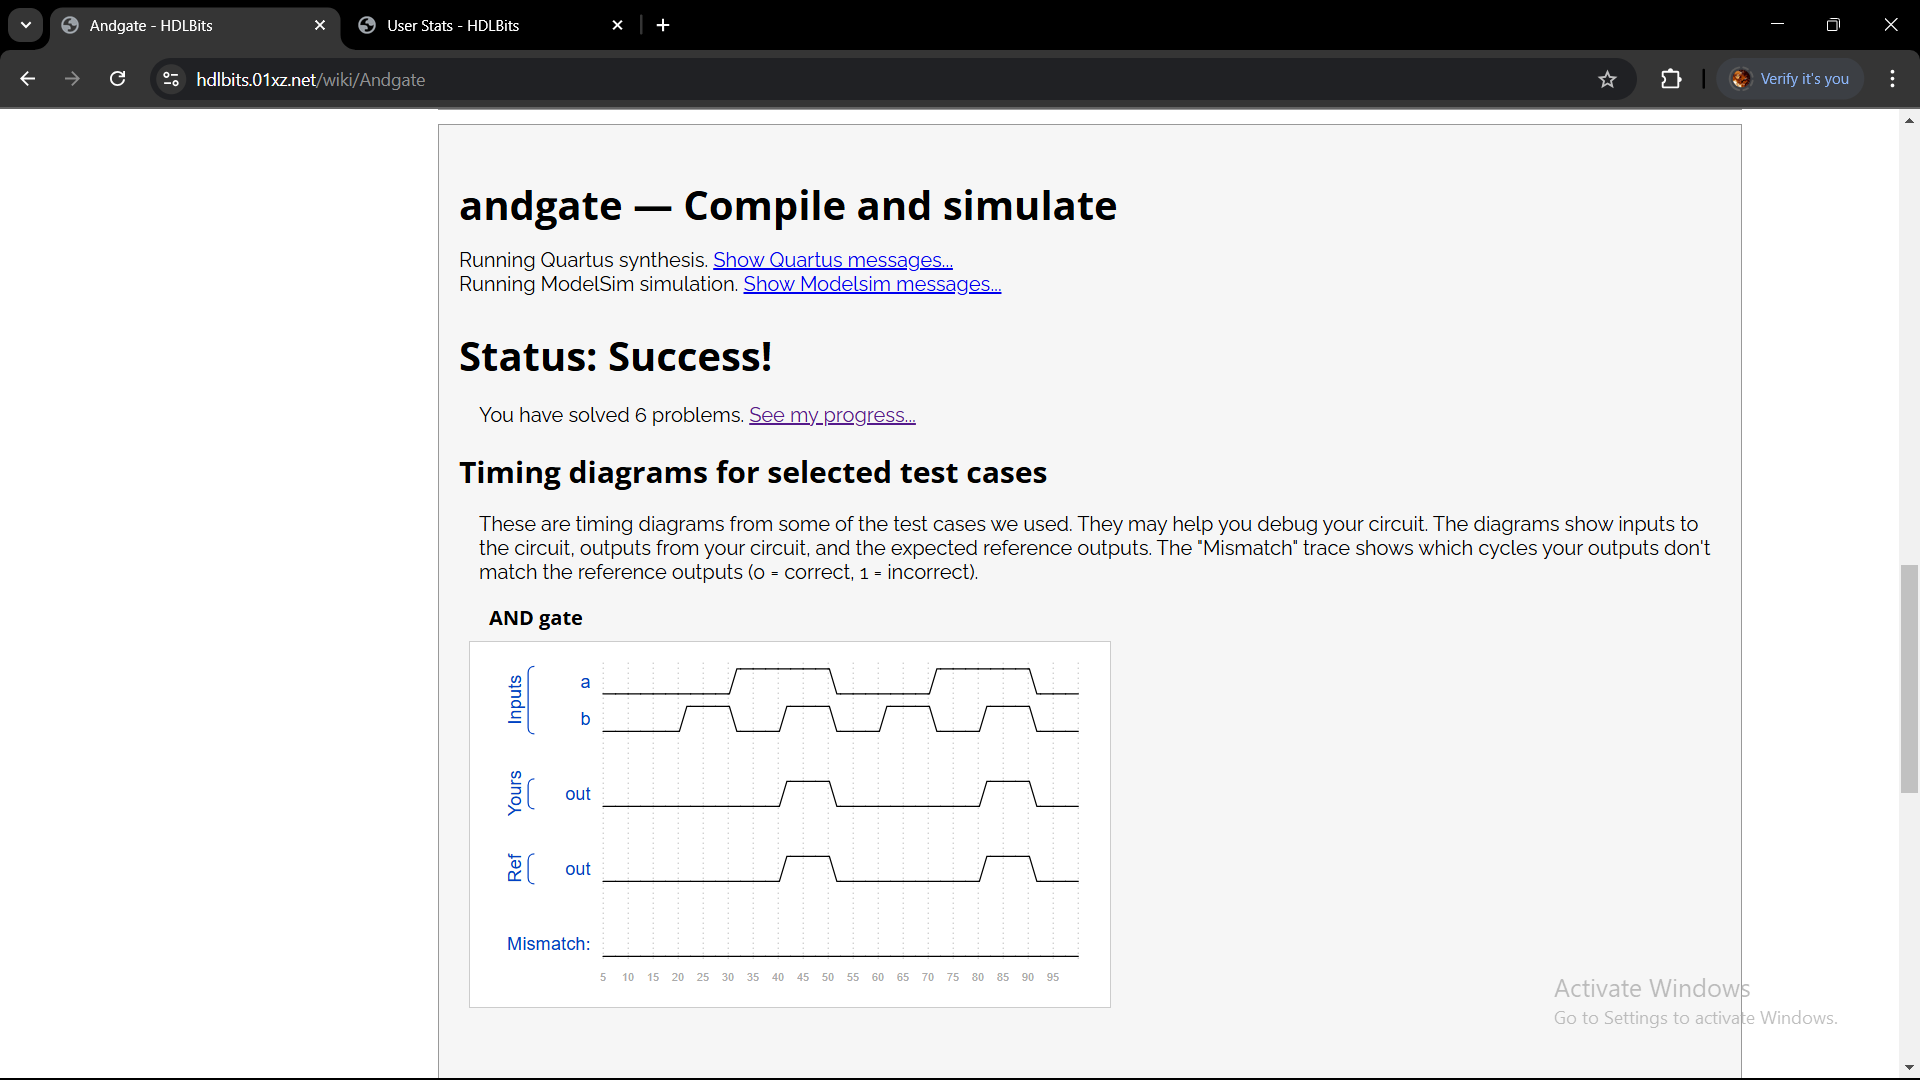 Andgate - HDLBits
User Stats - HDLBits
hdlbits.01xz.net/wiki/Andgate
Verify it's you
andgate — Compile and simulate
Running Quartus synthesis. Show Quartus messages...
Running ModelSim simulation. Show Modelsim messages...
Status: Success!
You have solved 6 problems. See my progress...
Timing diagrams for selected test cases
These are timing diagrams from some of the test cases we used. They may help you debug your circuit. The diagrams show inputs to
the circuit, outputs from your circuit, and the expected reference outputs. The "Mismatch" trace shows which cycles your outputs don't
match the reference outputs (0 = correct, 1 = incorrect).
AND gate
Inputs
a
b
Yours
out
Ref
out
Mismatch:
5 10 15 20 25 30 35 40 45 50 55 60 65 70 75 80 85 90 95
Activate Windows
Go to Settings to activate Windows.